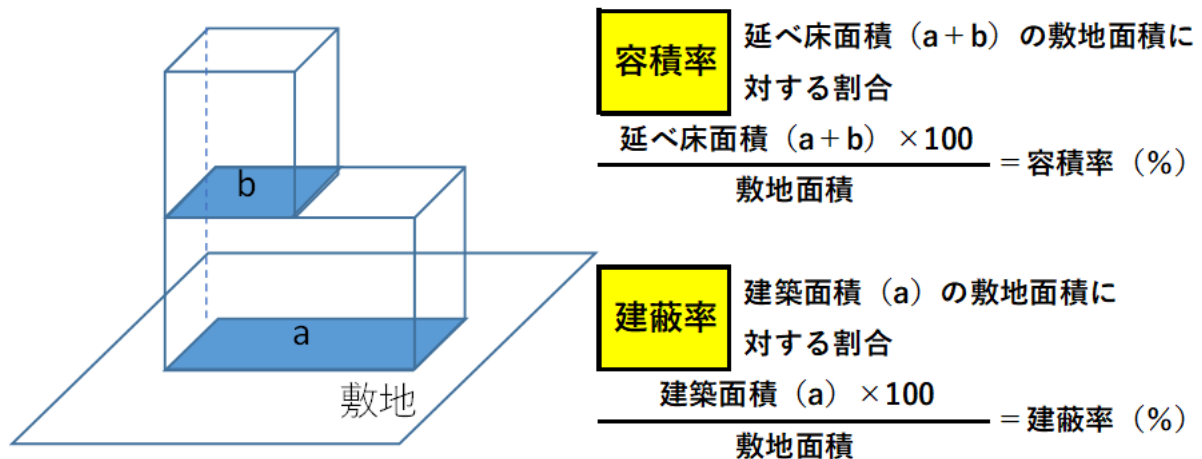 b
a
敷地
容積率
延べ床面積（a＋b）の敷地面積に
対する割合
延べ床面積（a＋b）×100
敷地面積
＝容積率（%）
建蔽率
建築面積（a）の敷地面積に
対する割合
建築面積（a）×100
敷地面積
＝建蔽率（%）